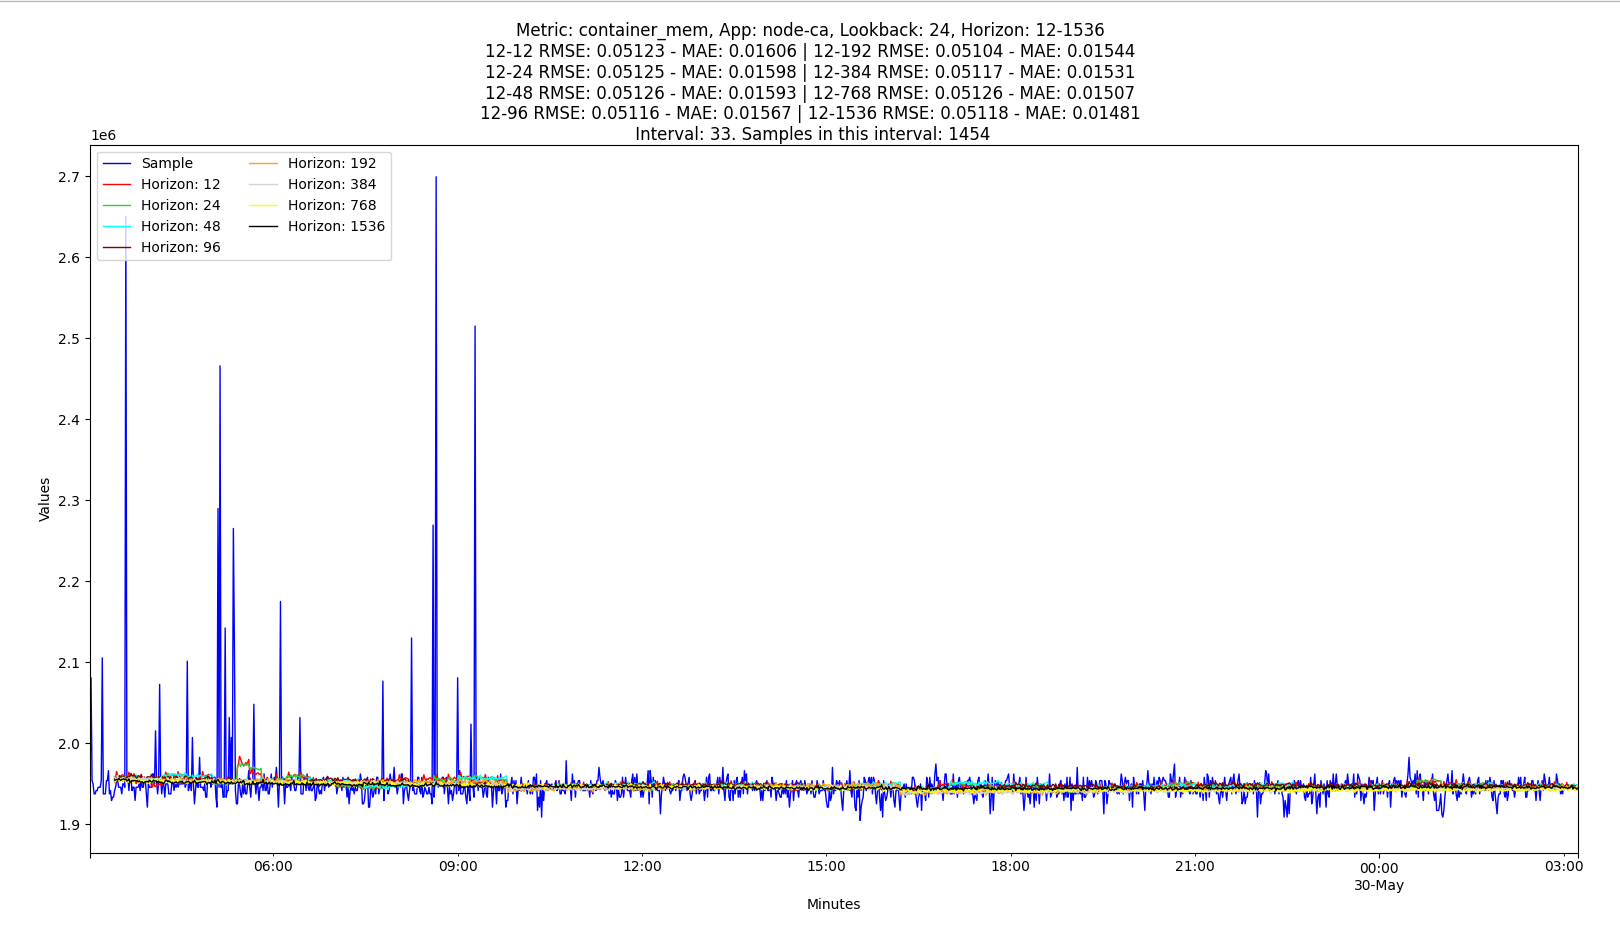 Metric: container_mem, App: node-ca, Lookback: 24, Horizon: 12-1536
12-12 RMSE: 0.05123 - MAE: 0.01606 | 12-192 RMSE: 0.05104 - MAE: 0.01544
12-24 RMSE: 0.05125 - MAE: 0.01598 | 12-384 RMSE: 0.05117 - MAE: 0.01531
12-48 RMSE: 0.05126 - MAE: 0.01593 | 12-768 RMSE: 0.05126 - MAE: 0.01507
12-96 RMSE: 0.05116 - MAE: 0.01567 | 12-1536 RMSE: 0.05118 - MAE: 0.01481
Interval: 33. Samples in this interval: 1454
1e6
Sample
Horizon: 12
Horizon: 24
Horizon: 48
Horizon: 96
Horizon: 192
Horizon: 384
Horizon: 768
Horizon: 1536
2.7
2.6
2.5
2.4
2.3
2.2
2.1
2.0
1.9
Values
06:00
09:00
12:00
15:00
18:00
21:00
00:00
30-May
03:00
Minutes